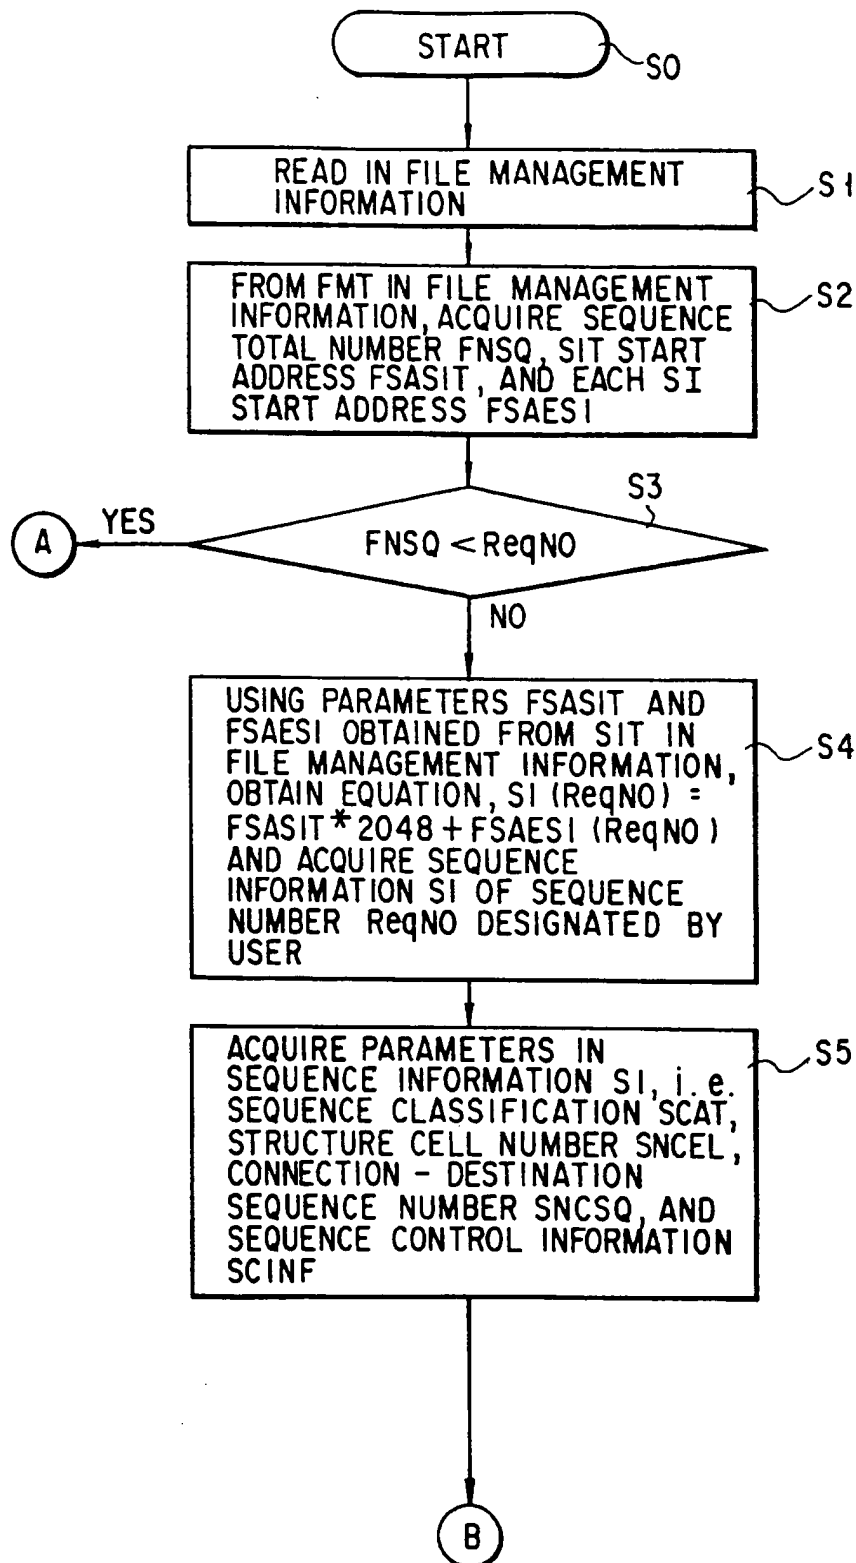 START
S0
READ IN FILE MANAGEMENT
INFORMATION
S1
FROM FMT IN FILE MANAGEMENT
INFORMATION, ACQUIRE SEQUENCE
TOTAL NUMBER FNSQ, SIT START
ADDRESS FSASIT, AND EACH SI
START ADDRESS FSAESI
S2
S3
A
YES
FNSQ < ReqNO
NO
USING PARAMETERS FSASIT AND
FSAESI OBTAINED FROM SIT IN
FILE MANAGEMENT INFORMATION,
OBTAIN EQUATION, SI (ReqNO) =
FSASIT * 2048 + FSAESI (ReqNO)
AND ACQUIRE SEQUENCE
INFORMATION SI OF SEQUENCE
NUMBER ReqNO DESIGNATED BY
USER
S4
ACQUIRE PARAMETERS IN
SEQUENCE INFORMATION SI, i.e.
SEQUENCE CLASSIFICATION SCAT,
STRUCTURE CELL NUMBER SNCEL,
CONNECTION - DESTINATION
SEQUENCE NUMBER SNCSQ, AND
SEQUENCE CONTROL INFORMATION
SCINF
S5
B